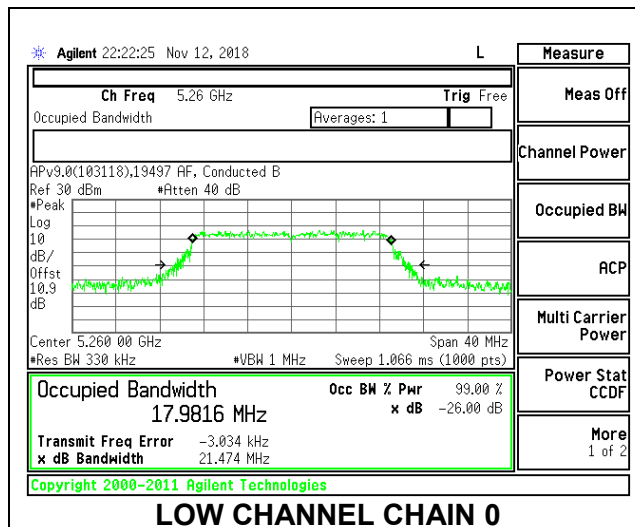 Agilent 22:22:25 Nov 12, 2018 L Measure
Ch Freq 5.26 GHz Trig Free
Meas Off
Occupied Bandwidth Averages: 1
Channel Power
APv9.0(103118),19497 AF, Conducted B
Ref 30 dBm #Atten 40 dB
#Peak
Log
10
dB/
Offst
10.9
dB
Occupied BW
ACP
Multi Carrier
Power
Center 5.260 00 GHz Span 40 MHz
#Res BW 330 kHz #VBW 1 MHz Sweep 1.066 ms (1000 pts)
Power Stat
CCDF
Occupied Bandwidth Occ BW % Pwr 99.00 %
17.9816 MHz x dB -26.00 dB
Transmit Freq Error -3.034 kHz
x dB Bandwidth 21.474 MHz
More
1 of 2
Copyright 2000-2011 Agilent Technologies
LOW CHANNEL CHAIN 0